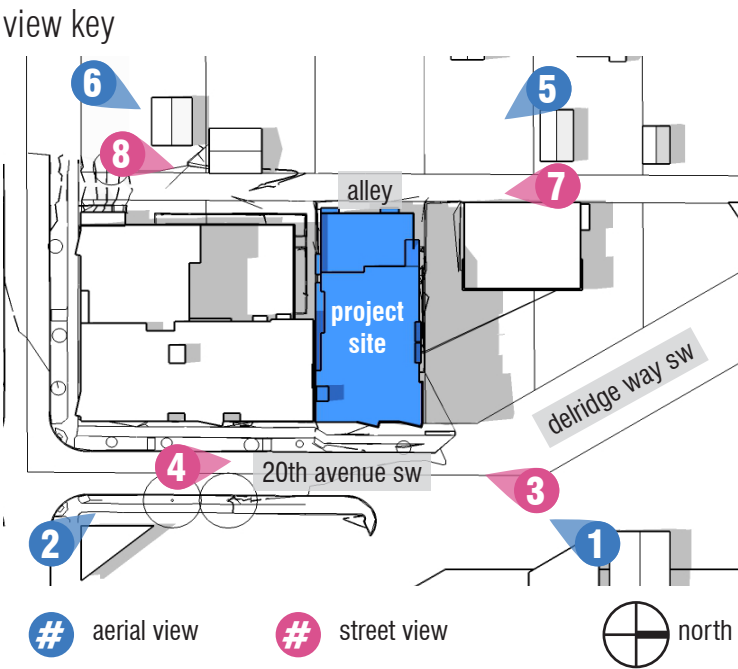 view key
6
5
8
7
alley
project
site
delridge way sw
4
20th avenue sw
3
2
1
# aerial view
# street view
north